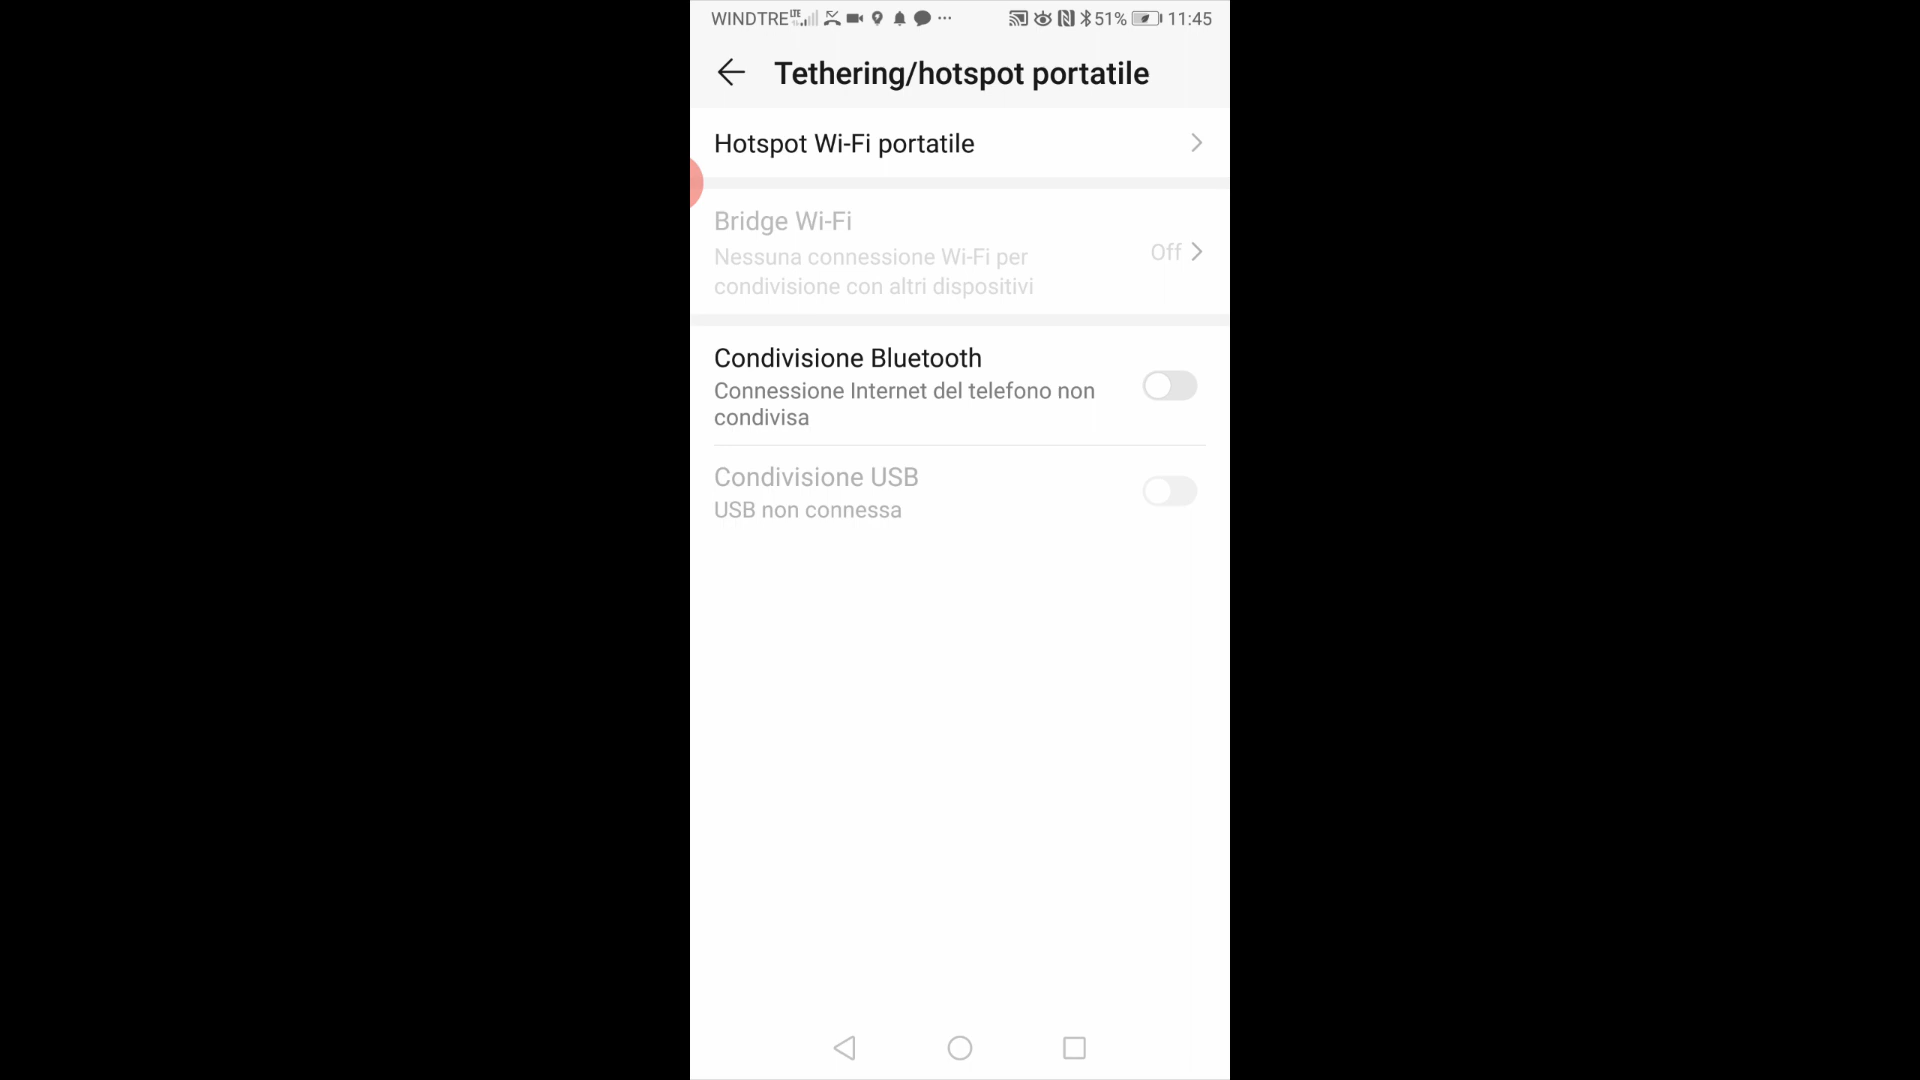 WINDTRE LTE 51% 11:45
Tethering/hotspot portatile
Hotspot Wi-Fi portatile
Bridge Wi-Fi
Nessuna connessione Wi-Fi per
condivisione con altri dispositivi
Off
Condivisione Bluetooth
Connessione Internet del telefono non
condivisa
Condivisione USB
USB non connessa